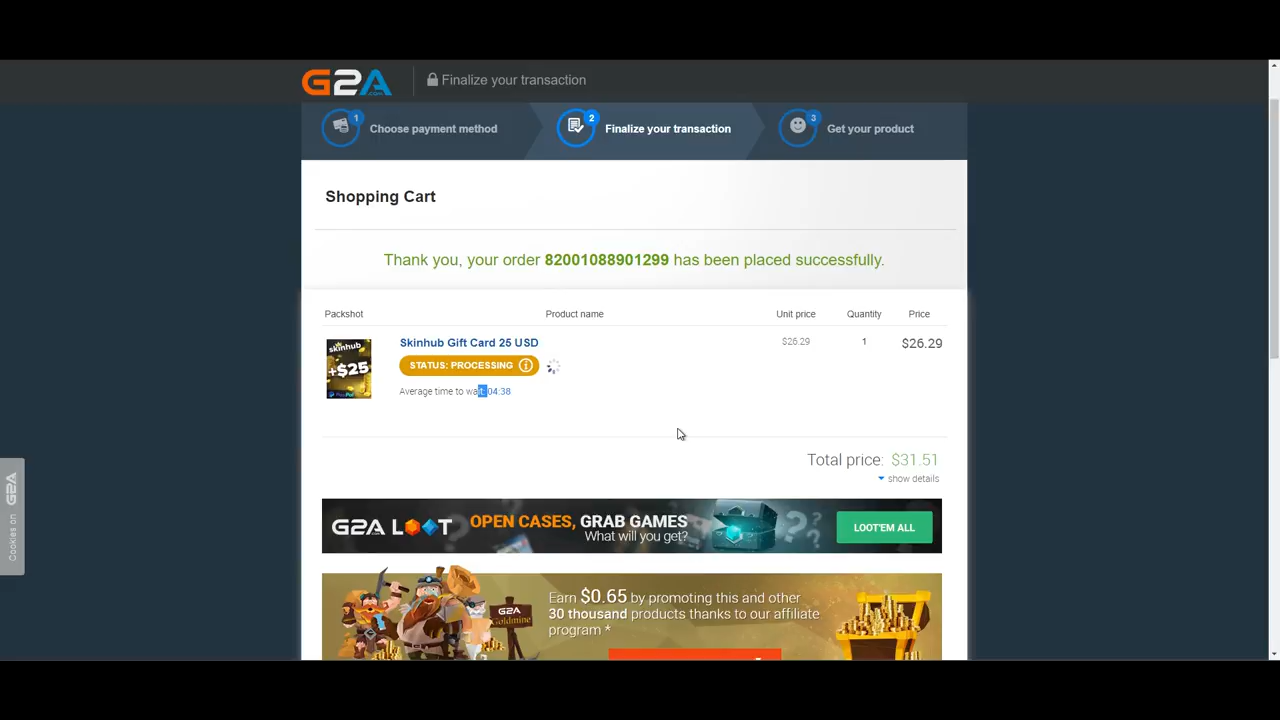 G2A.COM
Finalize your transaction
1
Choose payment method
2
Finalize your transaction
3
Get your product
Shopping Cart
Thank you, your order 82001088901299 has been placed successfully.
Packshot Product name Unit price Quantity Price
skinhub
+$25
PayPal
Skinhub Gift Card 25 USD $26.29 1 $26.29
STATUS: PROCESSING
Average time to wait: 04:38
Total price: $31.51
show details
G2A LOOT
OPEN CASES, GRAB GAMES
What will you get?
LOOT'EM ALL
G2A
Goldmine
Earn $0.65 by promoting this and other
30 thousand products thanks to our affiliate
program *
Cookies on G2A